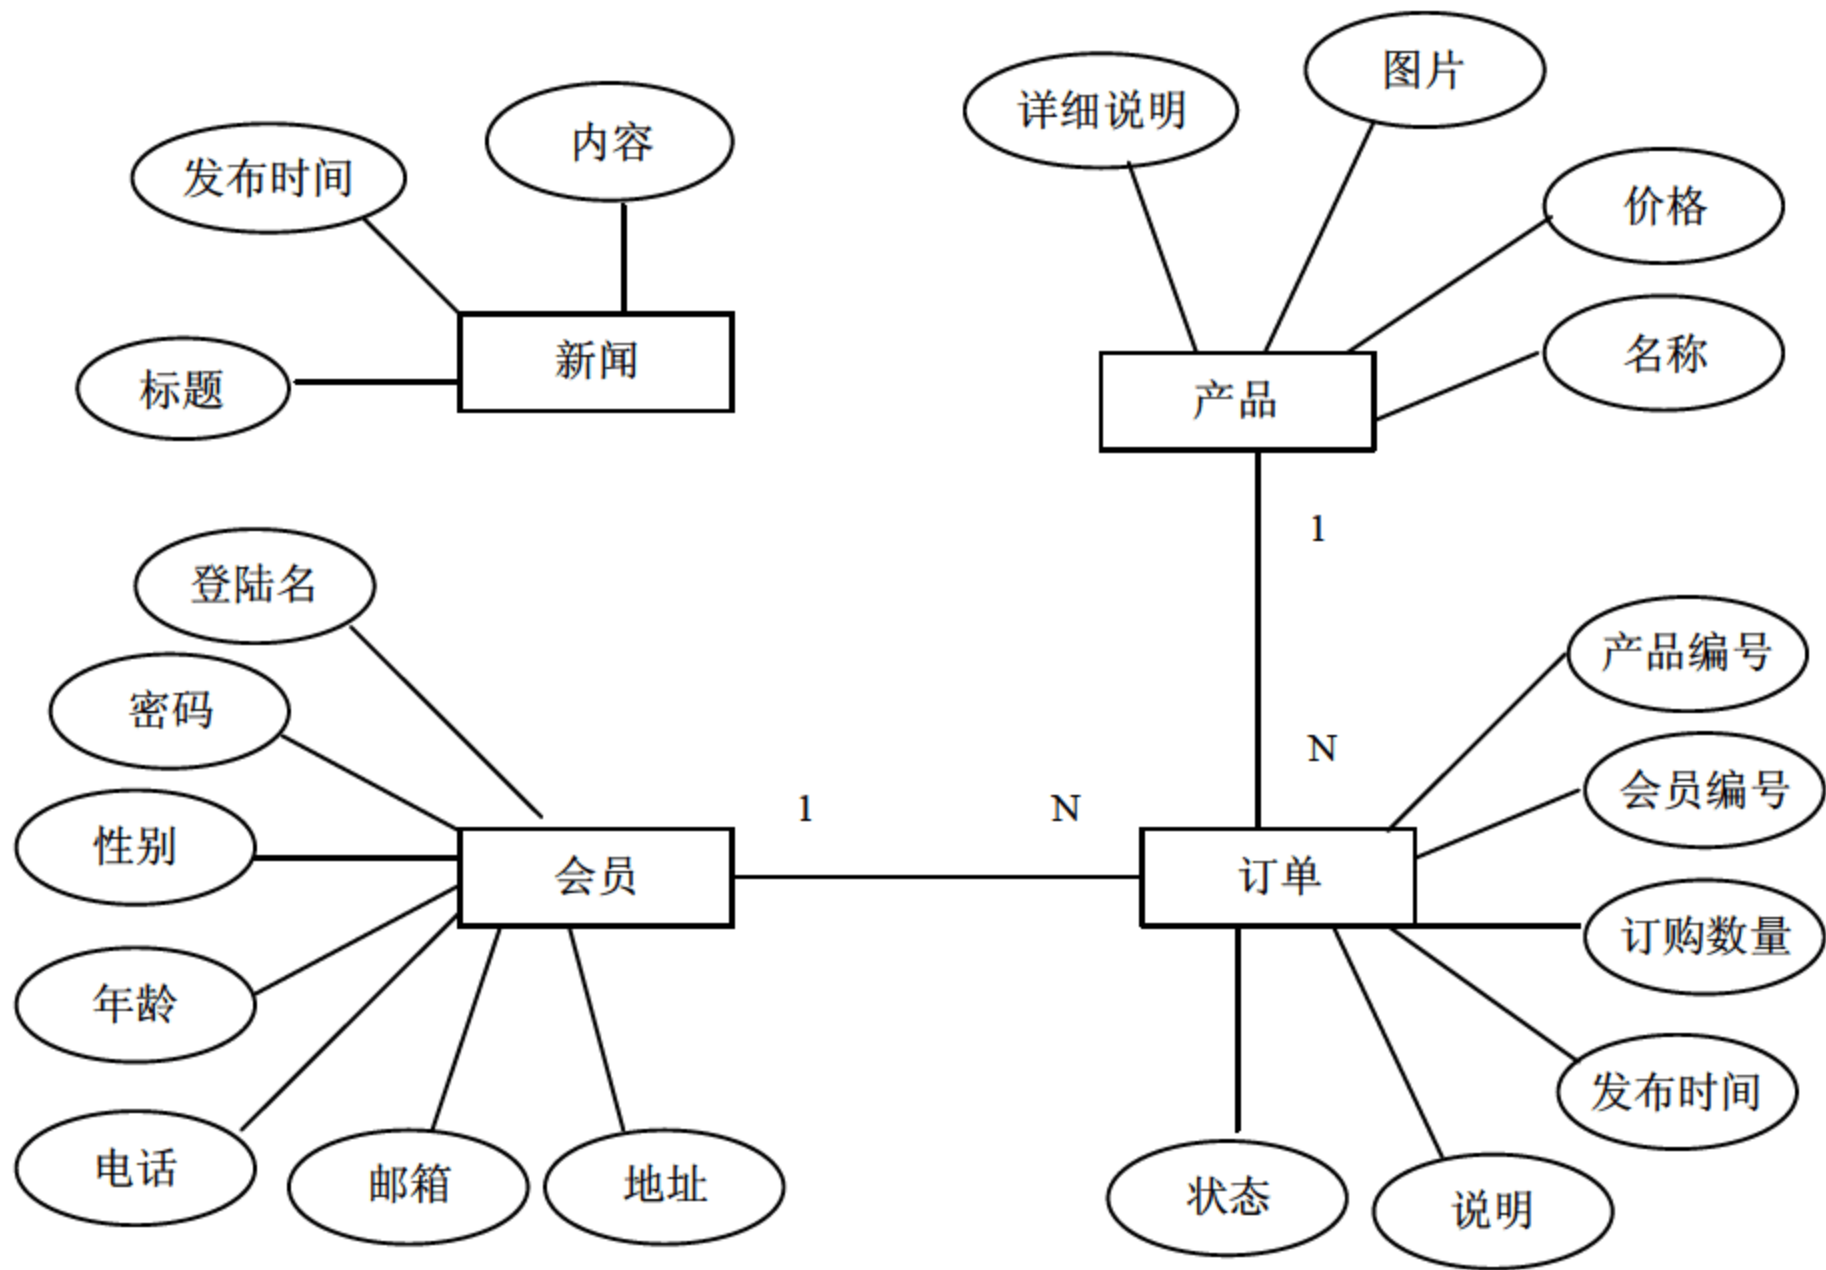 图片
详细说明
内容
发布时间
价格
名称
新闻
标题
产品
1
登陆名
产品编号
密码
N
会员编号
1
N
性别
会员
订单
订购数量
年龄
发布时间
电话
邮箱
地址
状态
说明